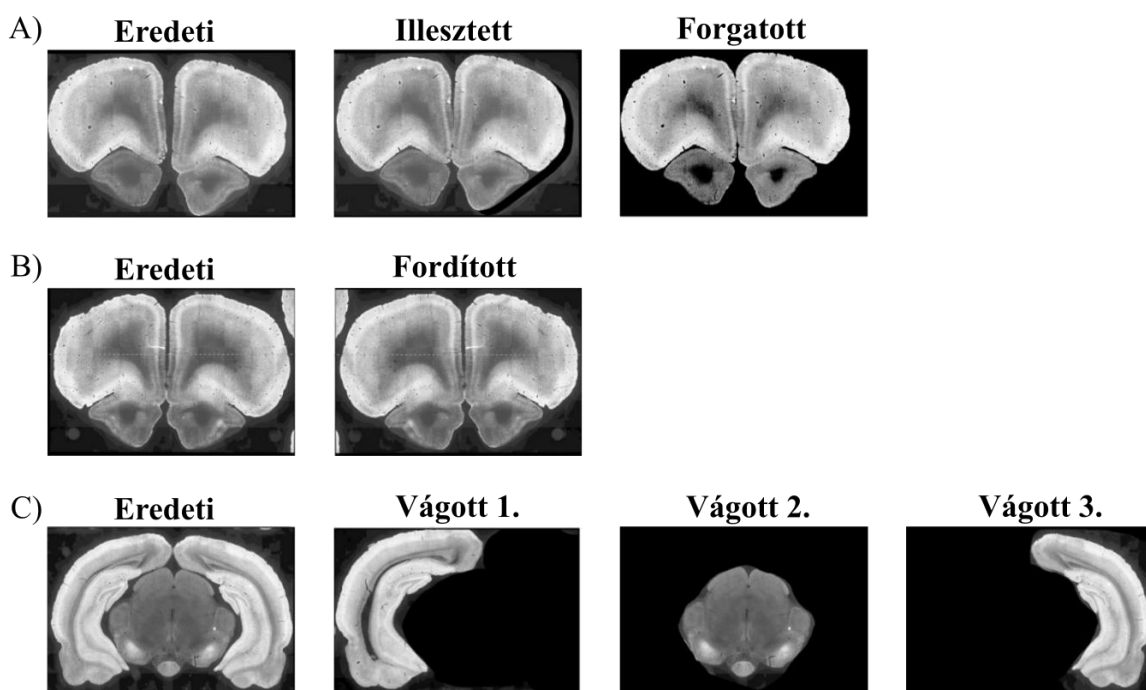 A) Eredeti Illesztett Forgatott
B) Eredeti Fordított
C) Eredeti Vágott 1. Vágott 2. Vágott 3.